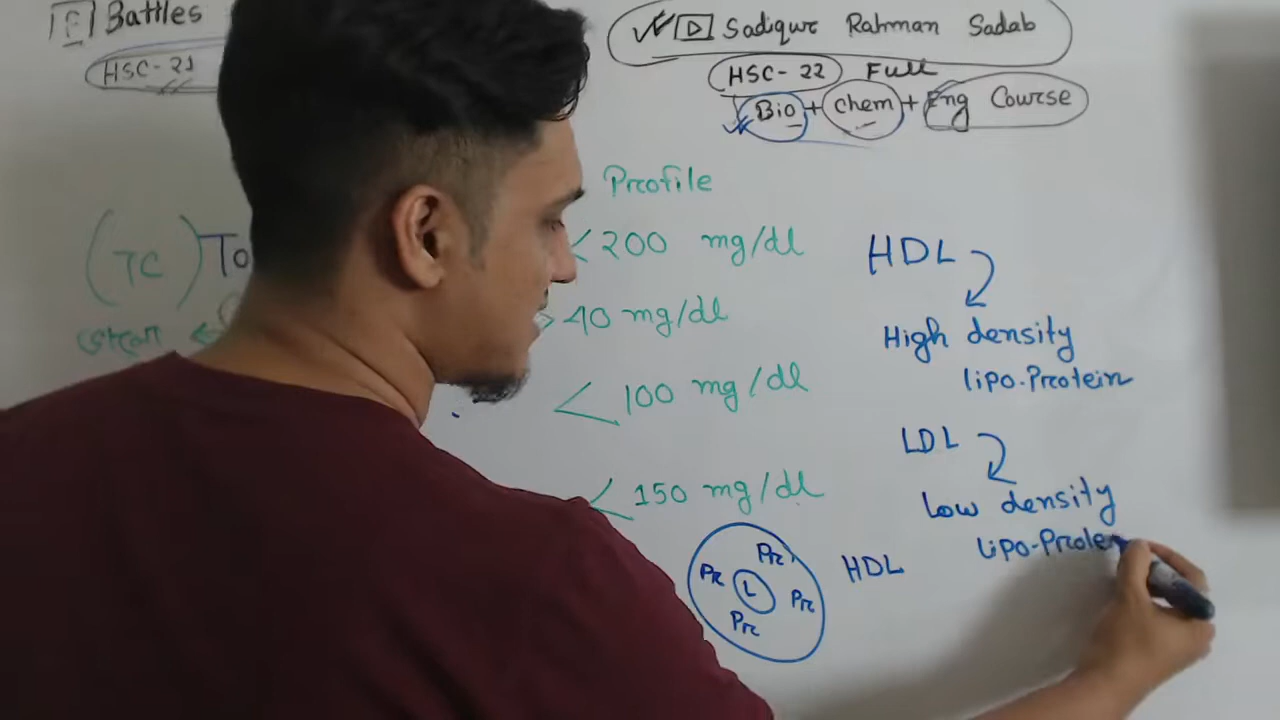 Battles
HSC-21
Sadiqur Rahman Sadab
HSC-22 Full
Bio + Chem + Eng Course
Profile
(TC) To
< 200 mg/dl
> 40 mg/dl
< 100 mg/dl
< 150 mg/dl
HDL
High density
lipo-Protein
LDL
Low density
Lipo-Prote
Pr
Pr
L
Pr
Pr
HDL